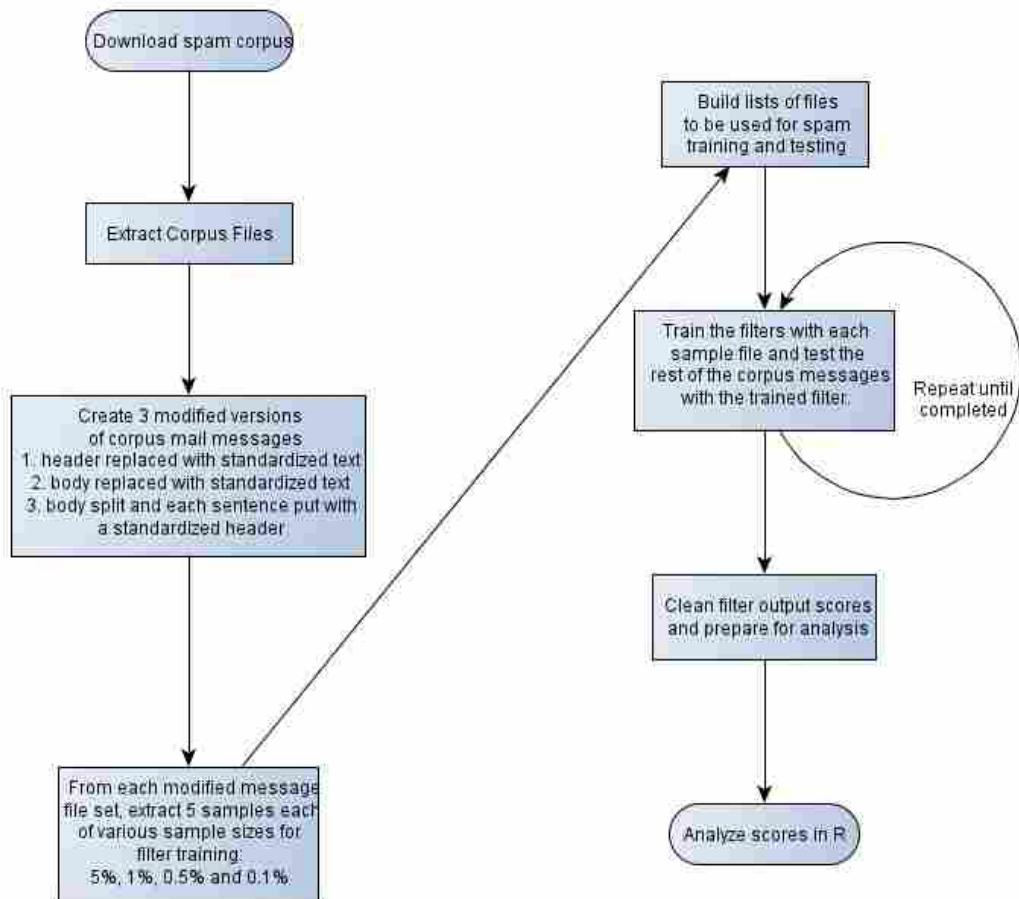 Download spam corpus
Extract Corpus Files
Create 3 modified versions
of corpus mail messages
1. header replaced with standardized text
2. body replaced with standardized text
3. body split and each sentence put with
a standardized header
From each modified message
file set, extract 5 samples each
of various sample sizes for
filter training:
5%, 1%, 0.5% and 0.1%
Build lists of files
to be used for spam
training and testing
Train the filters with each
sample file and test the
rest of the corpus messages
with the trained filter.
Repeat until
completed
Clean filter output scores
and prepare for analysis
Analyze scores in R